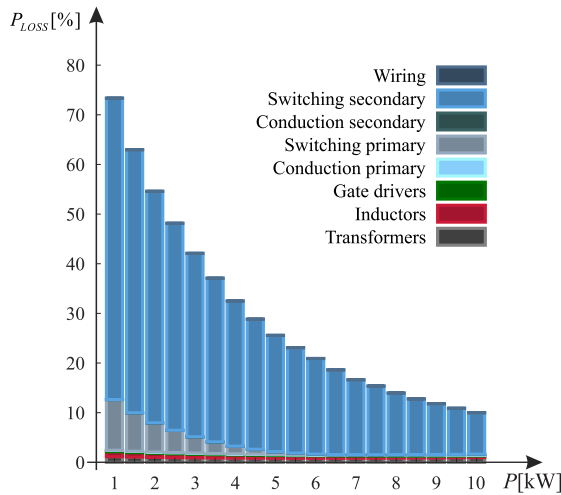 P_LOSS[%]
80
70
60
50
40
30
20
10
0
Wiring
Switching secondary
Conduction secondary
Switching primary
Conduction primary
Gate drivers
Inductors
Transformers
1 2 3 4 5 6 7 8 9 10 P[kW]